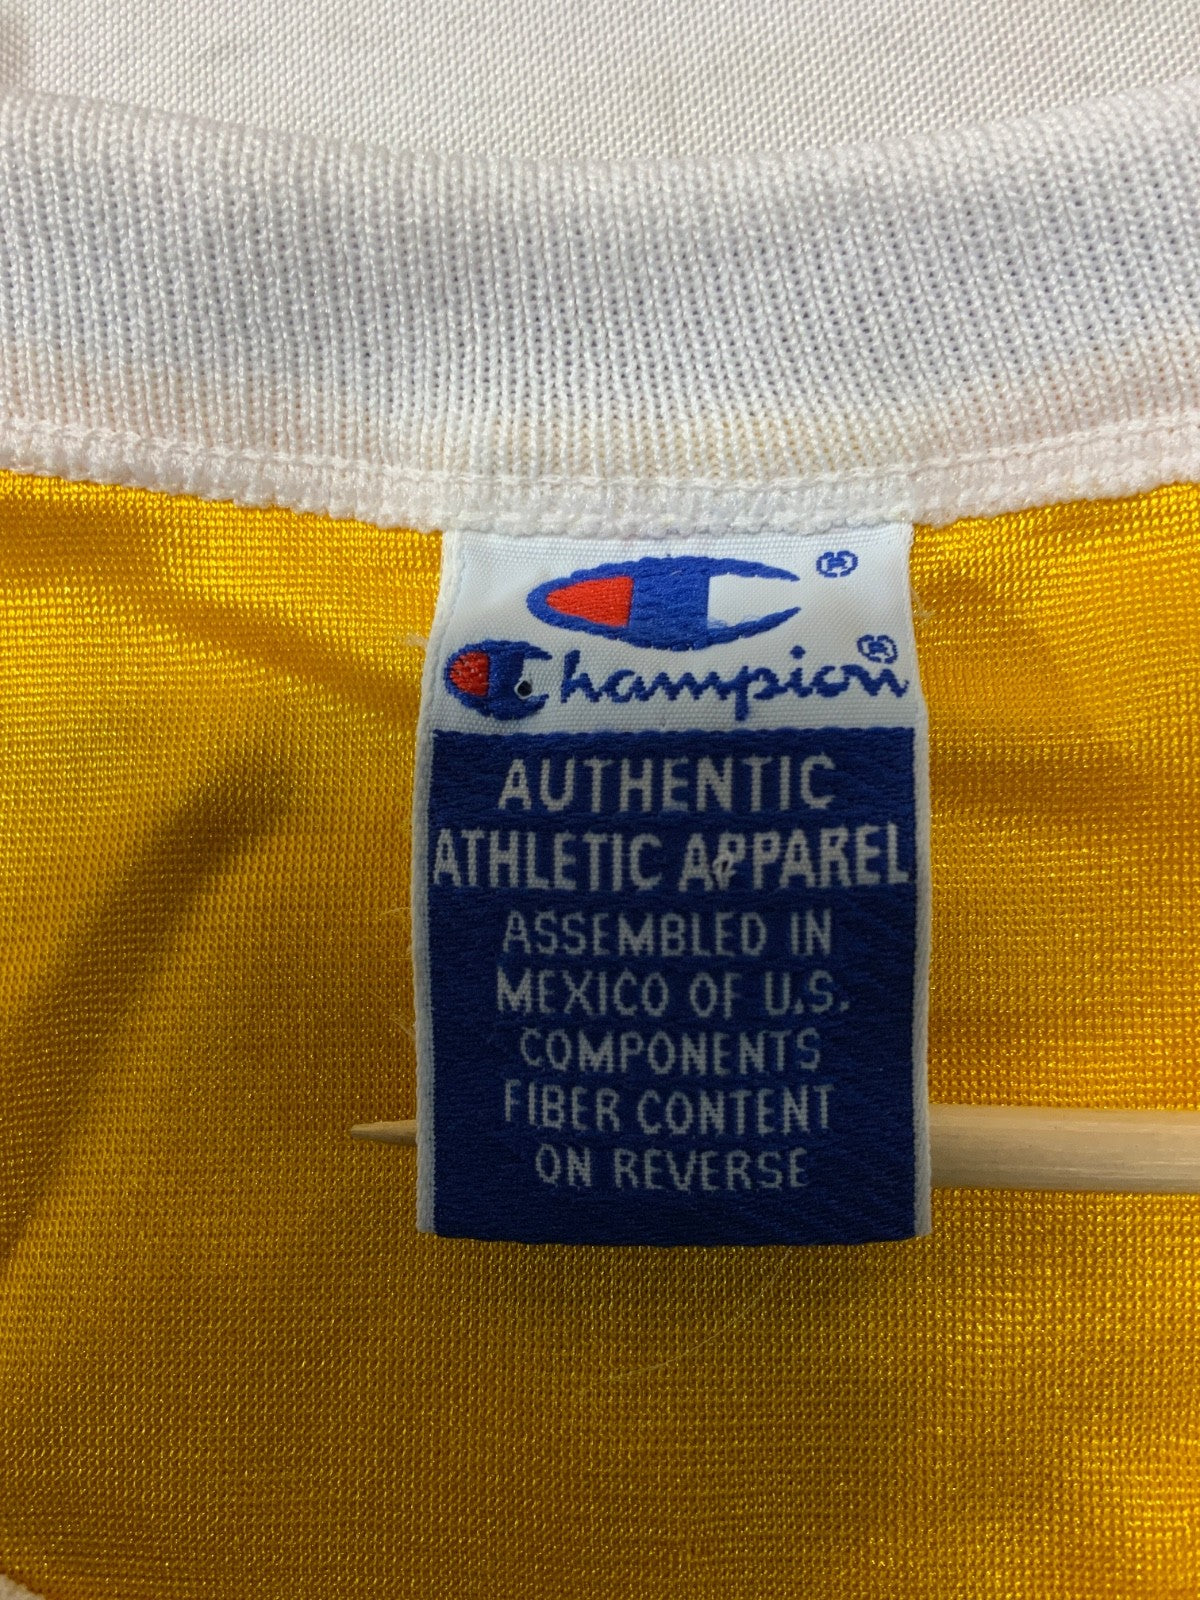 ®
Champion®
AUTHENTIC
ATHLETIC APPAREL
ASSEMBLED IN
MEXICO OF U.S.
COMPONENTS
FIBER CONTENT
ON REVERSE